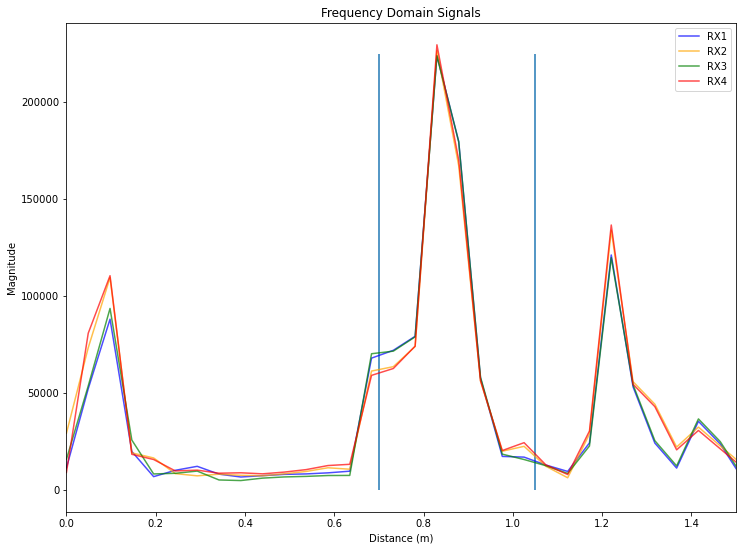 Frequency Domain Signals
RX1
RX2
RX3
RX4
200000
150000
100000
50000
0
Magnitude
0.0 0.2 0.4 0.6 0.8 1.0 1.2 1.4
Distance (m)